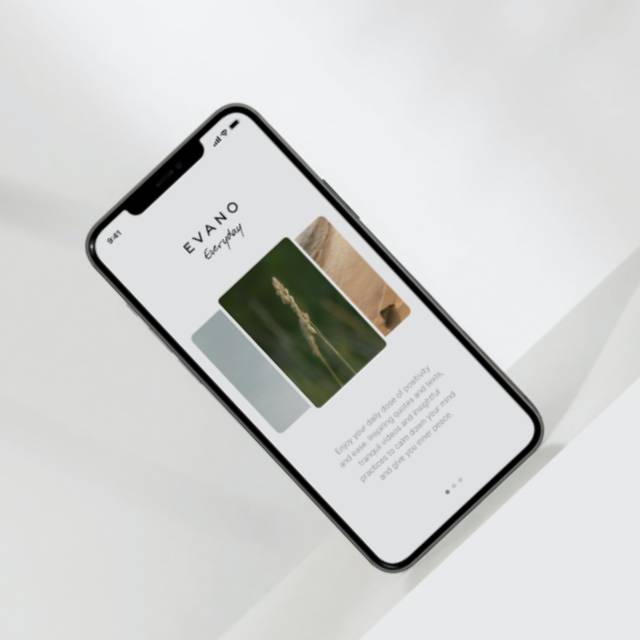 9:41
EVANO
Everyday
Enjoy your daily dose of positivity
and ease. Inspiring quotes and texts,
tranquil videos and insightful
practices to calm down your mind
and give you inner peace.